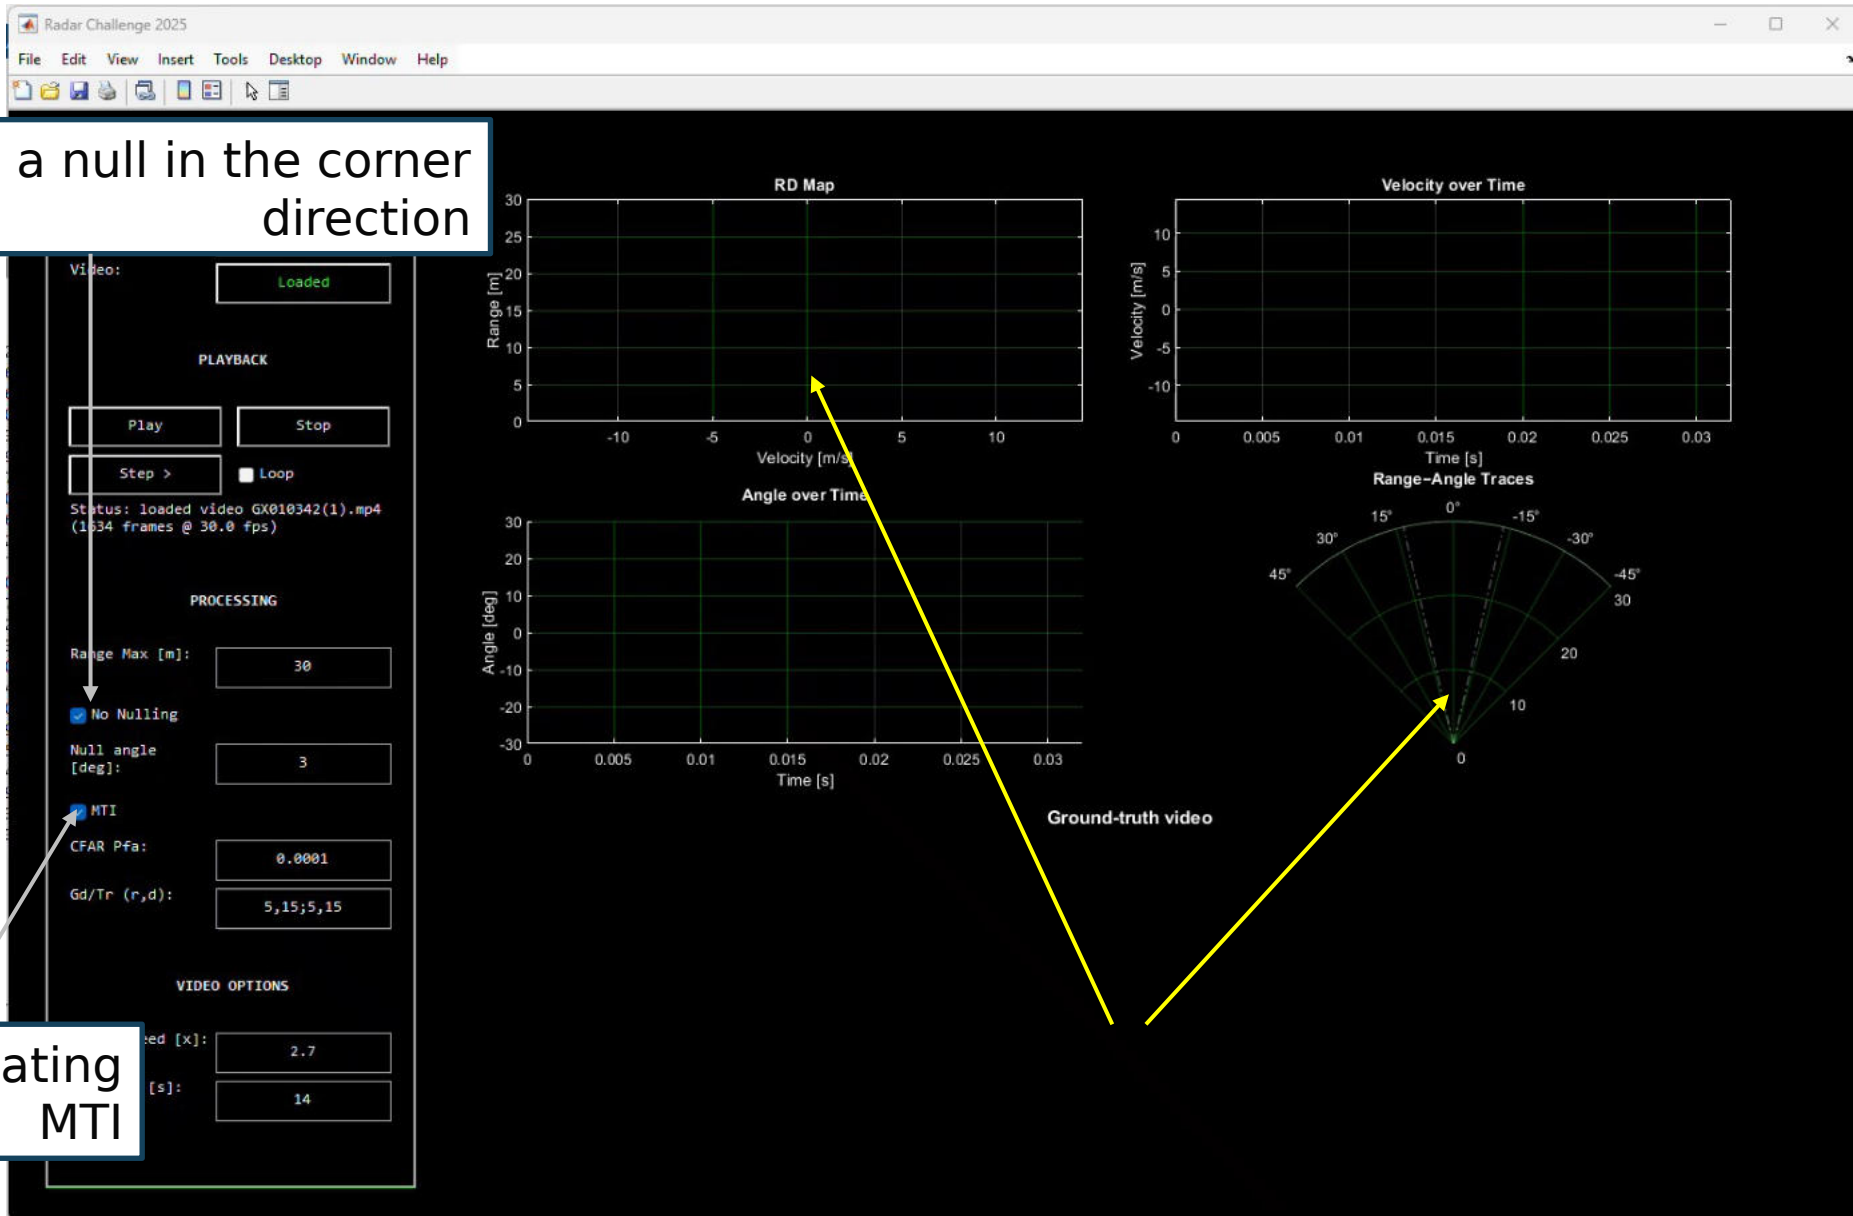 Radar Challenge 2025
File Edit View Insert Tools Desktop Window Help
a null in the corner
direction
Video:
Loaded
PLAYBACK
Play
Stop
Step >
Loop
Status: loaded video GX010342(1).mp4
(1634 frames @ 30.0 fps)
PROCESSING
Range Max [m]:
30
No Nulling
Null angle
[deg]:
3
MTI
CFAR Pfa:
0.0001
Gd/Tr (r,d):
5,15;5,15
VIDEO OPTIONS
eed [x]:
2.7
[s]:
14
ating
MTI
RD Map
30
25
20
15
10
5
0
Range [m]
-10 -5 0 5 10
Velocity [m/s]
Velocity over Time
10
5
0
-5
-10
Velocity [m/s]
0 0.005 0.01 0.015 0.02 0.025 0.03
Time [s]
Angle over Time
30
20
10
0
-10
-20
-30
Angle [deg]
0 0.005 0.01 0.015 0.02 0.025 0.03
Time [s]
Range-Angle Traces
45° 30° 15° 0° -15° -30° -45°
30
20
10
0
Ground-truth video